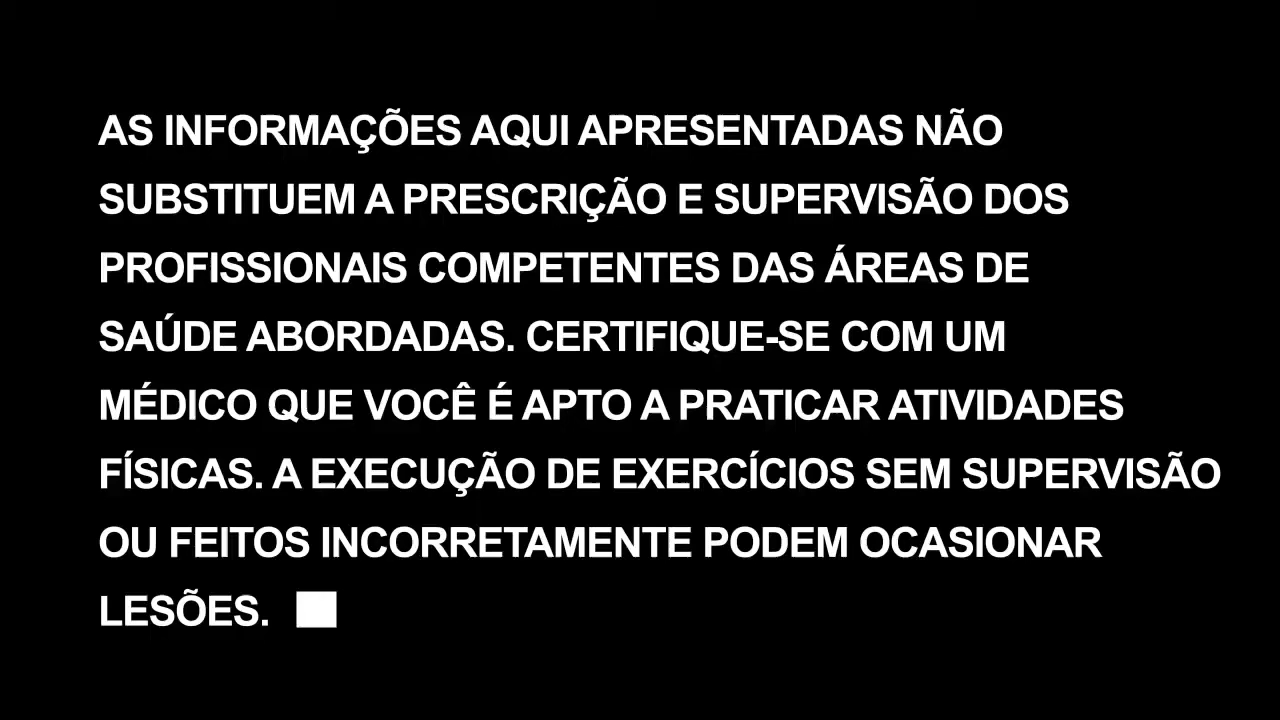 AS INFORMAÇÕES AQUI APRESENTADAS NÃO
SUBSTITUEM A PRESCRIÇÃO E SUPERVISÃO DOS
PROFISSIONAIS COMPETENTES DAS ÁREAS DE
SAÚDE ABORDADAS. CERTIFIQUE-SE COM UM
MÉDICO QUE VOCÊ É APTO A PRATICAR ATIVIDADES
FÍSICAS. A EXECUÇÃO DE EXERCÍCIOS SEM SUPERVISÃO
OU FEITOS INCORRETAMENTE PODEM OCASIONAR
LESÕES.